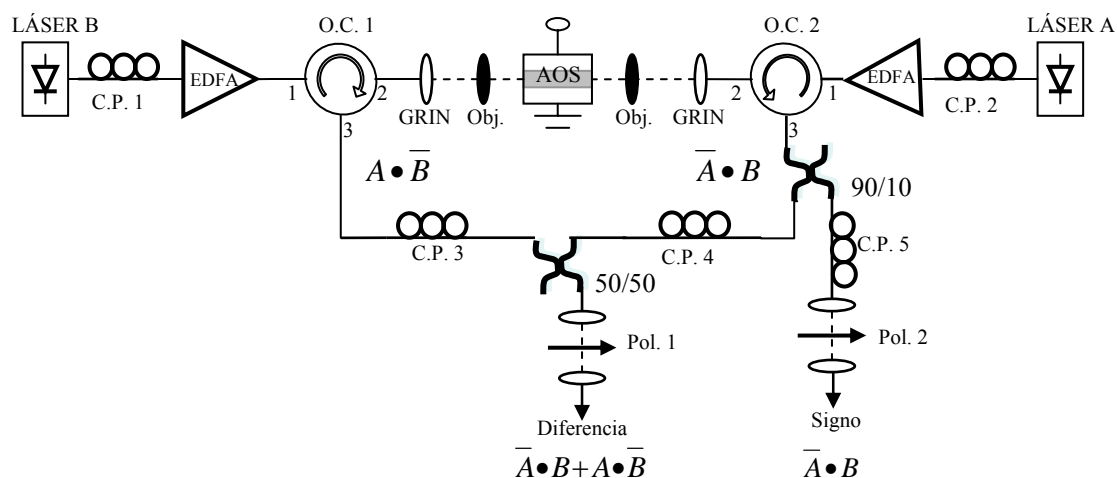 LÁSER B
O.C. 1
O.C. 2
LÁSER A
C.P. 1
EDFA
1
2
3
GRIN
Obj.
AOS
Obj.
GRIN
2
1
3
EDFA
C.P. 2
A • B̅
A̅ • B
90/10
C.P. 3
C.P. 4
C.P. 5
50/50
Pol. 1
Pol. 2
Diferencia
A̅ • B + A • B̅
Signo
A̅ • B